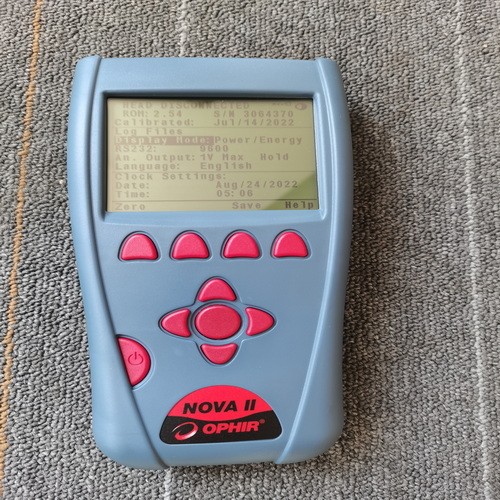 HEAD DISCONNECTED
ROM: 2.54 S/N 3064370
Calibrated: Jul/14/2022
Log Files
Display Mode: Power/Energy
RS232: 9600
An. Output: 1V Max Hold
Language: English
Clock Settings:
Date: Aug/24/2022
Time: 05:06
Zero Save Help
NOVA II
OPHIR®